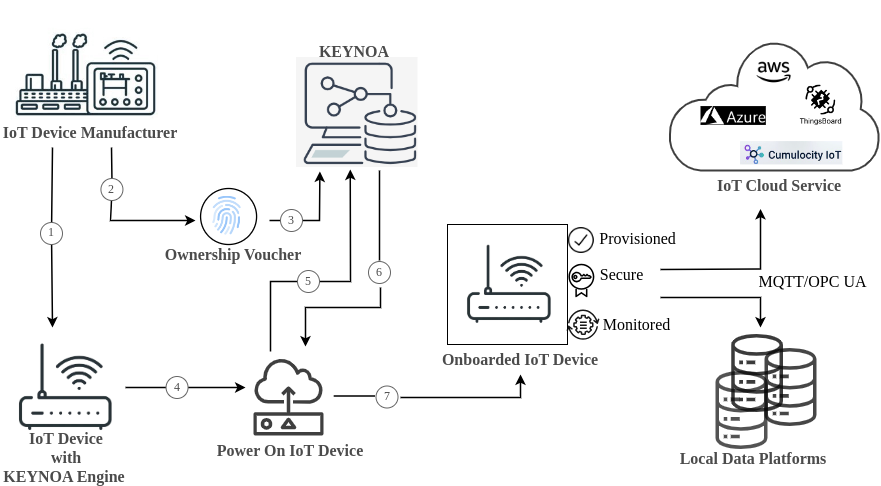 KEYNOA
aws
Azure
ThingsBoard
Cumulocity IoT
IoT Device Manufacturer
IoT Cloud Service
2
3
Ownership Voucher
1
Provisioned
5
6
Secure
MQTT/OPC UA
Monitored
Onboarded IoT Device
4
7
IoT Device
with
KEYNOA Engine
Power On IoT Device
Local Data Platforms